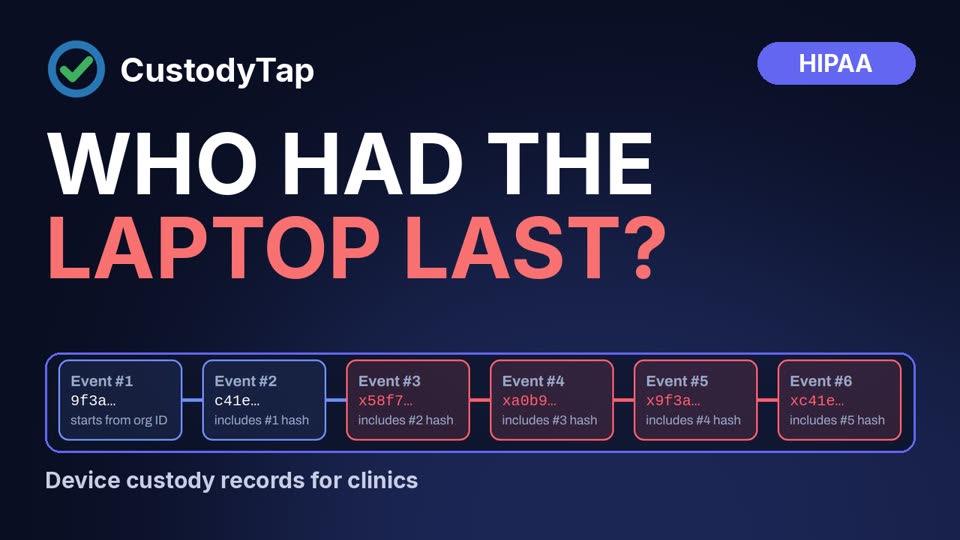 CustodyTap
HIPAA
WHO HAD THE
LAPTOP LAST?
Event #1
9f3a…
starts from org ID
Event #2
c41e…
includes #1 hash
Event #3
x58f7…
includes #2 hash
Event #4
xa0b9…
includes #3 hash
Event #5
x9f3a…
includes #4 hash
Event #6
xc41e…
includes #5 hash
Device custody records for clinics